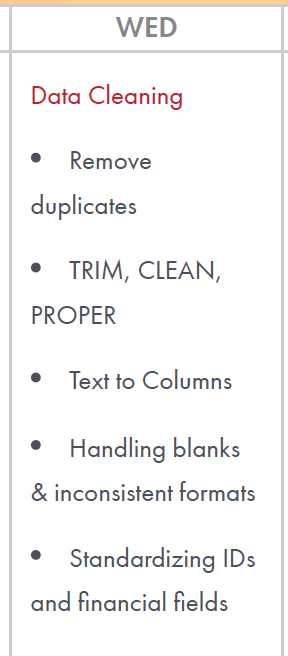 WED
Data Cleaning
• Remove
duplicates
• TRIM, CLEAN,
PROPER
• Text to Columns
• Handling blanks
& inconsistent formats
• Standardizing IDs
and financial fields